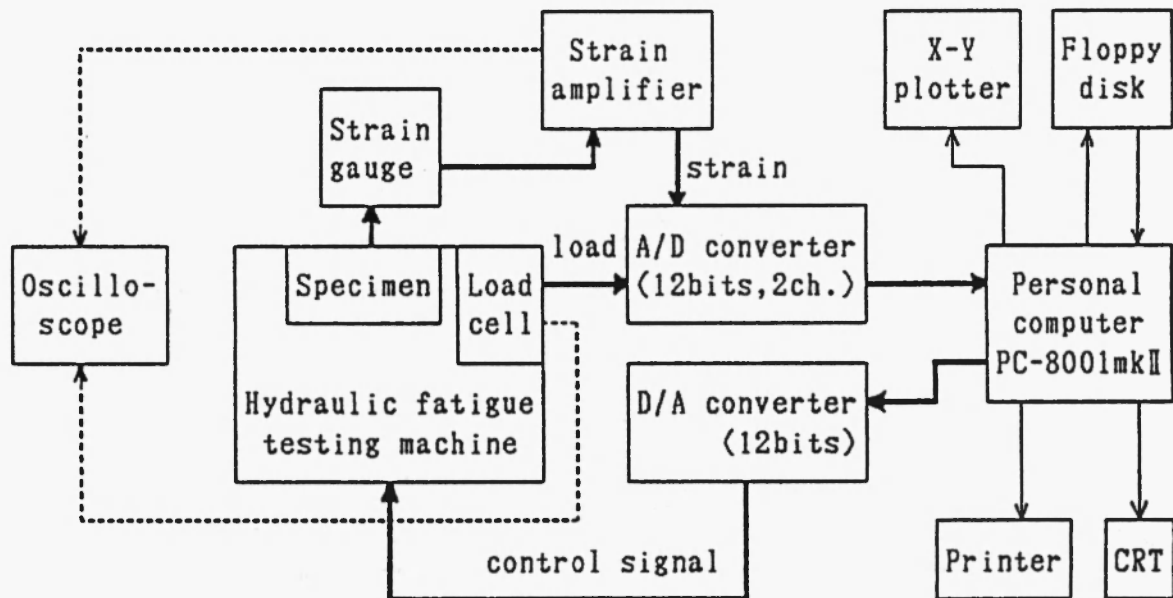 Strain
amplifier
X-Y
plotter
Floppy
disk
Strain
gauge
strain
Oscillo-
scope
Specimen
Load
cell
load
A/D converter
(12bits,2ch.)
Personal
computer
PC-8001mkⅡ
Hydraulic fatigue
testing machine
D/A converter
(12bits)
control signal
Printer
CRT